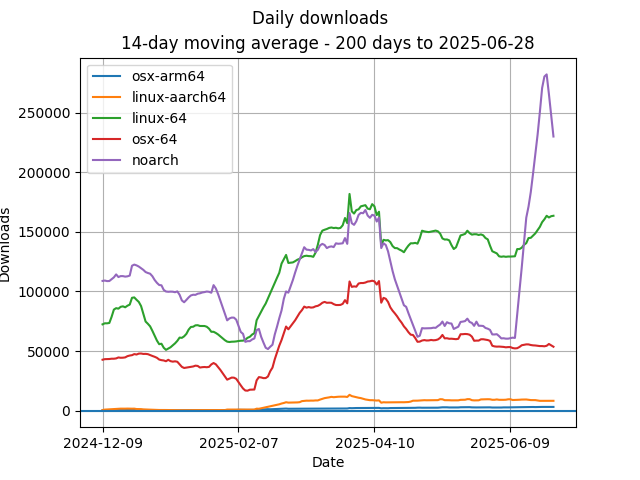 Daily downloads
14-day moving average - 200 days to 2025-06-28
osx-arm64
linux-aarch64
linux-64
osx-64
noarch
250000
200000
150000
100000
50000
0
Downloads
2024-12-09
2025-02-07
2025-04-10
2025-06-09
Date